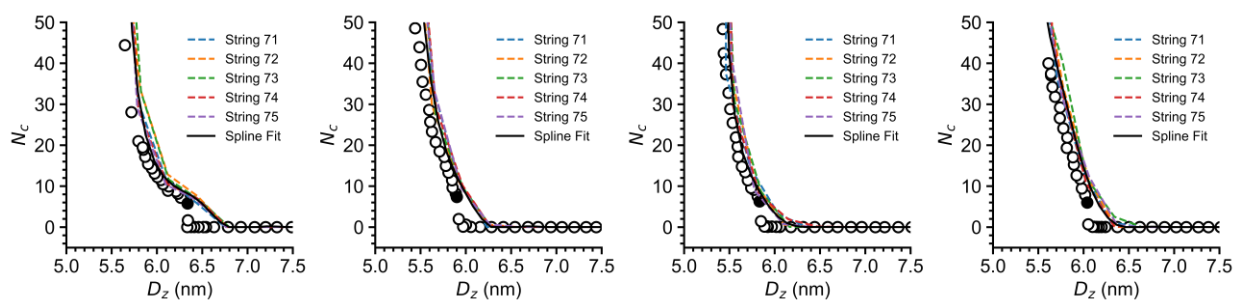 50
40
30
20
10
0
N_c
String 71
String 72
String 73
String 74
String 75
Spline Fit
5.0 5.5 6.0 6.5 7.0 7.5
D_z (nm)
50
40
30
20
10
0
N_c
String 71
String 72
String 73
String 74
String 75
Spline Fit
5.0 5.5 6.0 6.5 7.0 7.5
D_z (nm)
50
40
30
20
10
0
N_c
String 71
String 72
String 73
String 74
String 75
Spline Fit
5.0 5.5 6.0 6.5 7.0 7.5
D_z (nm)
50
40
30
20
10
0
N_c
String 71
String 72
String 73
String 74
String 75
Spline Fit
5.0 5.5 6.0 6.5 7.0 7.5
D_z (nm)